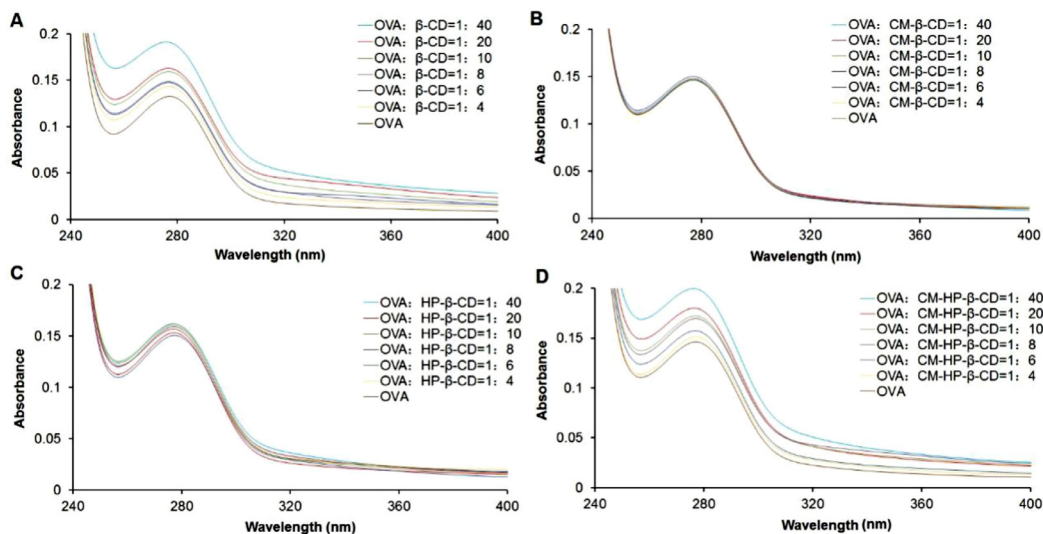 A
OVA：β-CD=1：40
OVA：β-CD=1：20
OVA：β-CD=1：10
OVA：β-CD=1：8
OVA：β-CD=1：6
OVA：β-CD=1：4
OVA
0.2
0.15
0.1
0.05
0
Absorbance
240 280 320 360 400
Wavelength (nm)
B
OVA：CM-β-CD=1：40
OVA：CM-β-CD=1：20
OVA：CM-β-CD=1：10
OVA：CM-β-CD=1：8
OVA：CM-β-CD=1：6
OVA：CM-β-CD=1：4
OVA
0.2
0.15
0.1
0.05
0
Absorbance
240 280 320 360 400
Wavelength (nm)
C
OVA：HP-β-CD=1：40
OVA：HP-β-CD=1：20
OVA：HP-β-CD=1：10
OVA：HP-β-CD=1：8
OVA：HP-β-CD=1：6
OVA：HP-β-CD=1：4
OVA
0.2
0.15
0.1
0.05
0
Absorbance
240 280 320 360 400
Wavelength (nm)
D
OVA：CM-HP-β-CD=1：40
OVA：CM-HP-β-CD=1：20
OVA：CM-HP-β-CD=1：10
OVA：CM-HP-β-CD=1：8
OVA：CM-HP-β-CD=1：6
OVA：CM-HP-β-CD=1：4
OVA
0.2
0.15
0.1
0.05
0
Absorbance
240 280 320 360 400
Wavelength (nm)